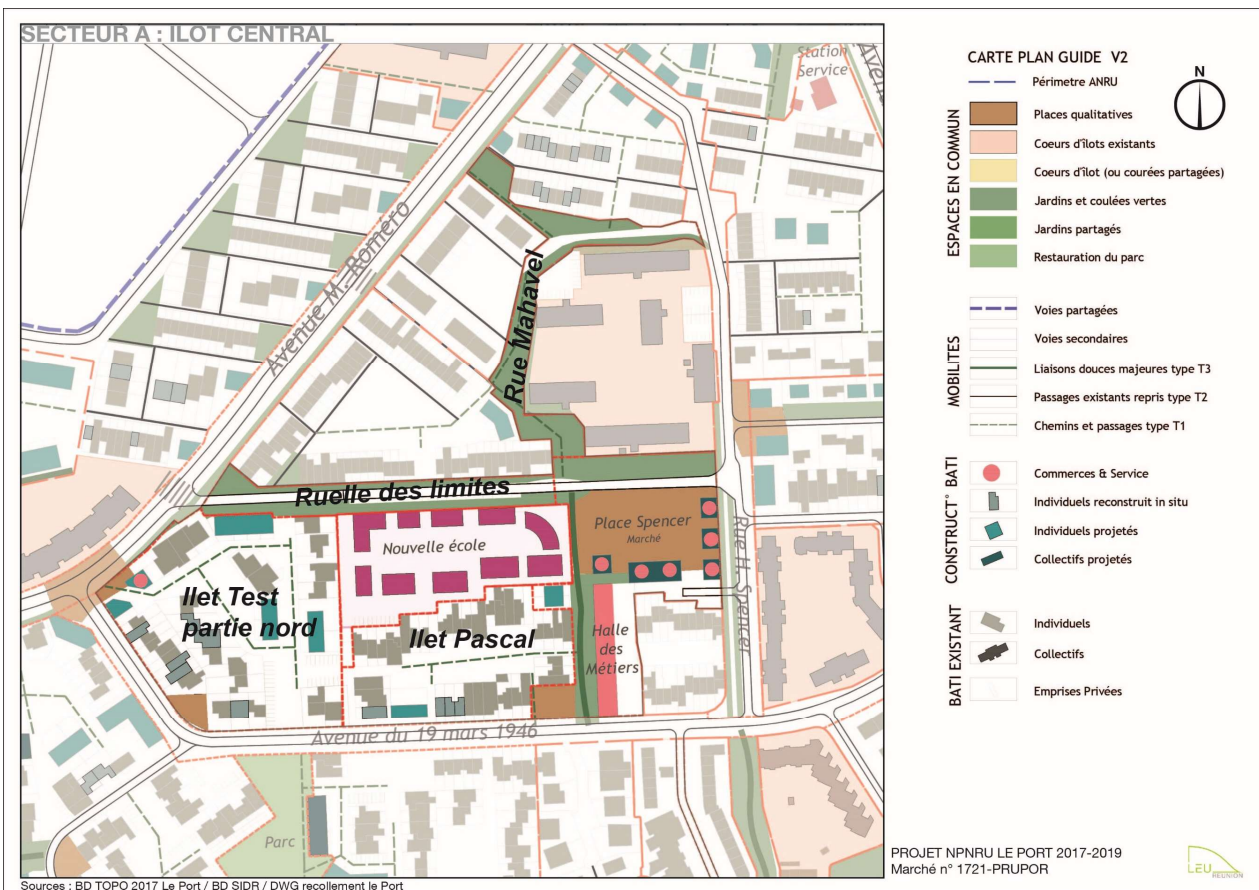 SECTEUR A : ILOT CENTRAL
Station
Service
Avenue M. Romero
Rue Mahavel
Ruelle des limites
Place Spencer
Marché
Nouvelle école
Rue H. Spencer
Ilet Test
partie nord
Ilet Pascal
Halle
des
Métiers
Avenue du 19 mars 1946
Parc
Sources : BD TOPO 2017 Le Port / BD SIDR / DWG recollement le Port
CARTE PLAN GUIDE V2
N
Périmetre ANRU
ESPACES EN COMMUN
Places qualitatives
Coeurs d'îlots existants
Coeurs d'îlot (ou courées partagées)
Jardins et coulées vertes
Jardins partagés
Restauration du parc
MOBILITES
Voies partagées
Voies secondaires
Liaisons douces majeures type T3
Passages existants repris type T2
Chemins et passages type T1
CONSTRUCT° BATI
Commerces & Service
Individuels reconstruit in situ
Individuels projetés
Collectifs projetés
BATI EXISTANT
Individuels
Collectifs
Emprises Privées
PROJET NPNRU LE PORT 2017-2019
Marché n° 1721-PRUPOR
LEU
REUNION